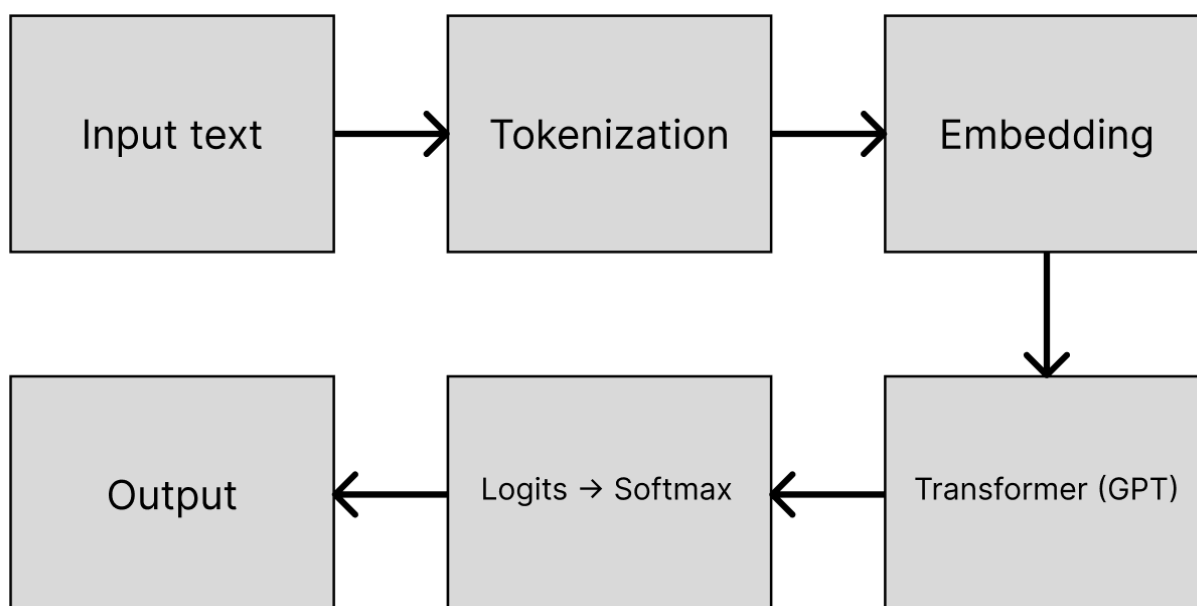 Input text
Tokenization
Embedding
Transformer (GPT)
Logits → Softmax
Output